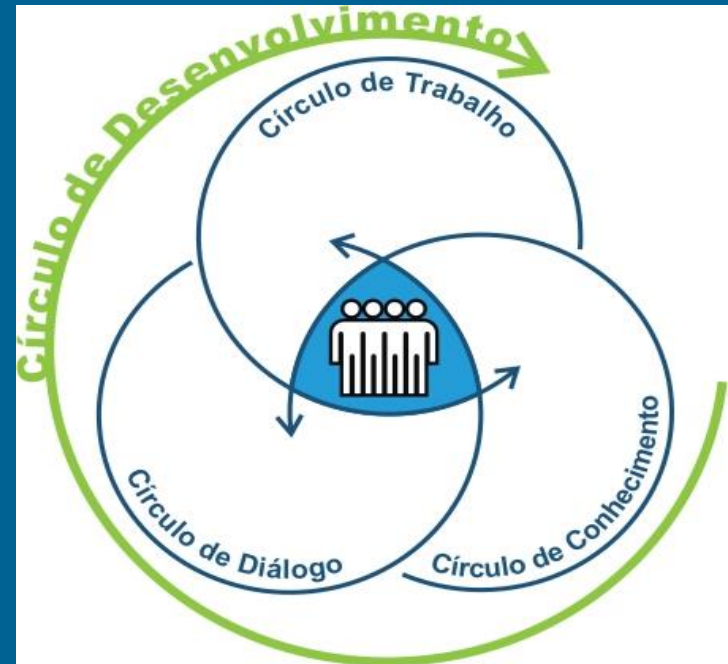 Círculo de Desenvolvimento
Círculo de Trabalho
Círculo de Diálogo
Círculo de Conhecimento